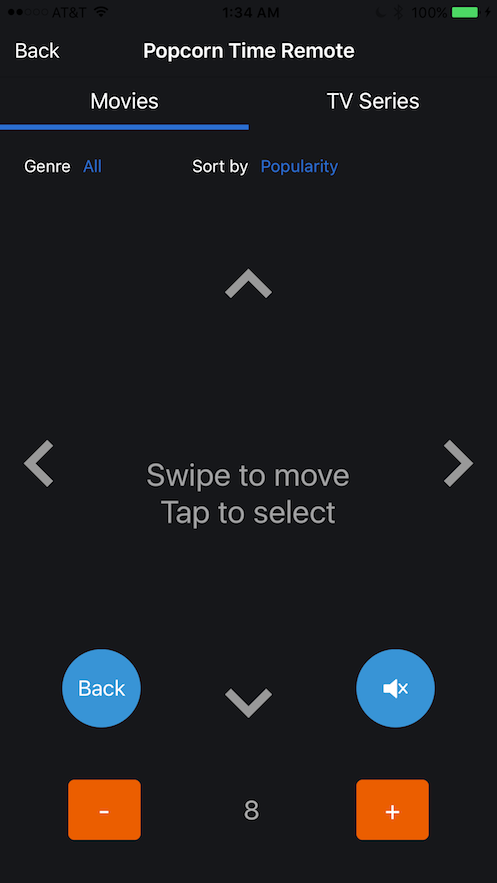 AT&T 1:34 AM 100%
Back Popcorn Time Remote
Movies TV Series
Genre All Sort by Popularity
Swipe to move
Tap to select
Back
- 8 +